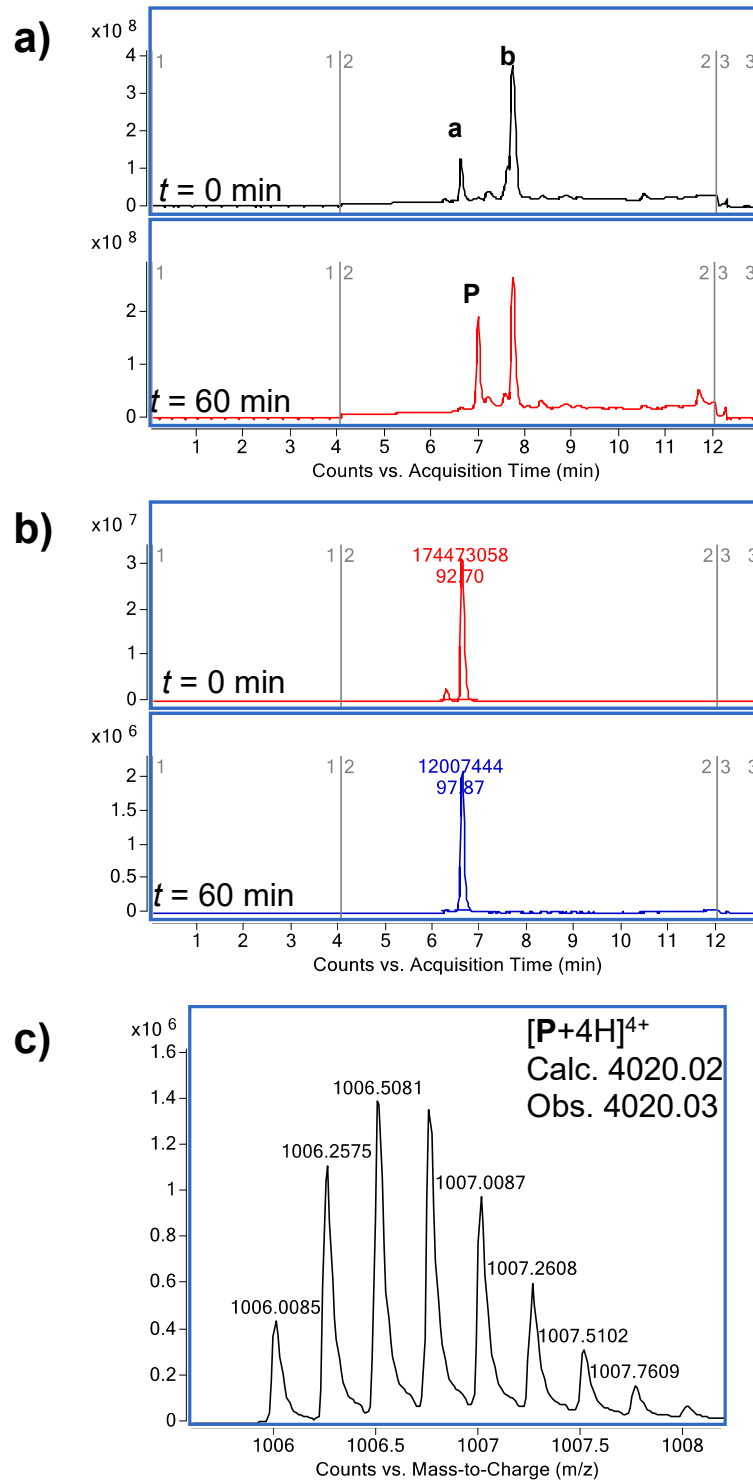 a)
x10 8
1 1 2 2 3 3
4
3
2
1
0
a
b
t = 0 min
x10 8
1 1 2 2 3 3
2
1
0
P
t = 60 min
1 2 3 4 5 6 7 8 9 10 11 12
Counts vs. Acquisition Time (min)
b)
x10 7
1 1 2 2 3 3
3
2
1
0
174473058
92.70
t = 0 min
x10 6
1 1 2 2 3 3
2
1.5
1
0.5
0
12007444
97.87
t = 60 min
1 2 3 4 5 6 7 8 9 10 11 12
Counts vs. Acquisition Time (min)
c)
x10 6
[P+4H]4+
Calc. 4020.02
Obs. 4020.03
1.6
1.4
1.2
1
0.8
0.6
0.4
0.2
0
1006.5081
1006.2575
1007.0087
1007.2608
1006.0085
1007.5102
1007.7609
1006 1006.5 1007 1007.5 1008
Counts vs. Mass-to-Charge (m/z)